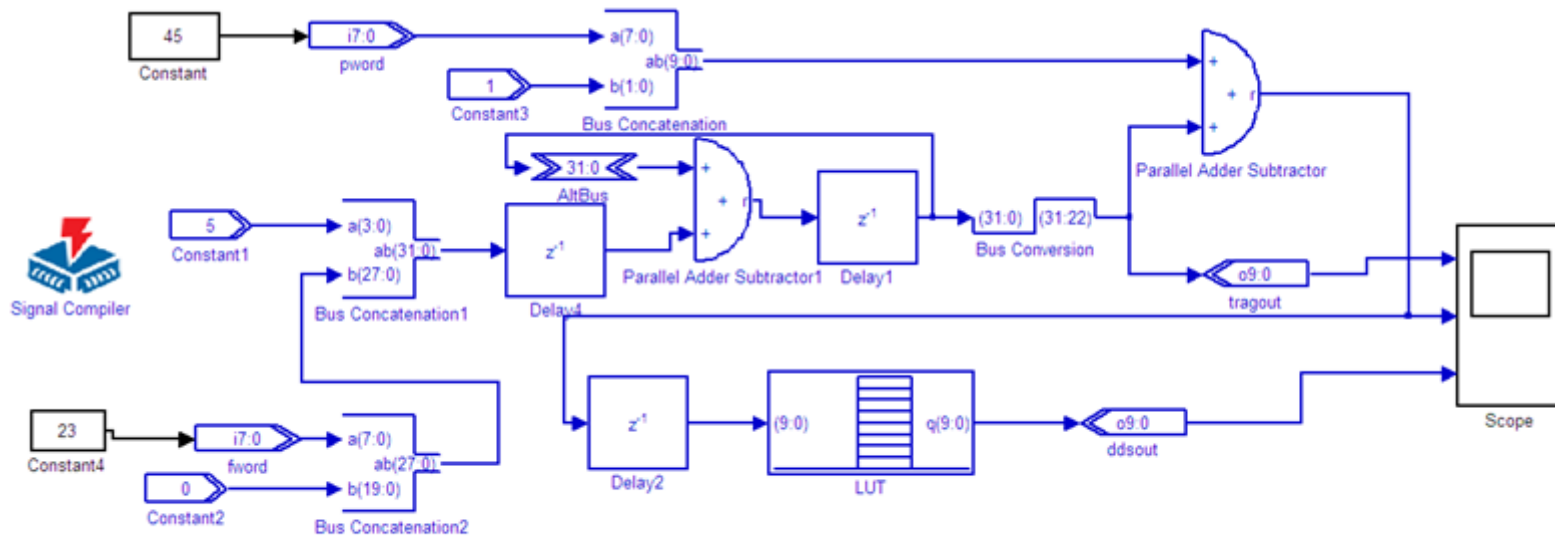 45
Constant
i7:0
pword
1
Constant3
a(7:0)
ab(9:0)
b(1:0)
Bus Concatenation
+
+
+
r
Parallel Adder Subtractor
Signal Compiler
5
Constant1
a(3:0)
ab(31:0)
b(27:0)
Bus Concatenation1
z-1
Delay4
31:0
AltBus
+
+
+
r
Parallel Adder Subtractor1
z-1
Delay1
(31:0)
(31:22)
Bus Conversion
o9:0
tragout
Scope
23
Constant4
i7:0
fword
0
Constant2
a(7:0)
ab(27:0)
b(19:0)
Bus Concatenation2
z-1
Delay2
(9:0)
q(9:0)
LUT
o9:0
ddsout